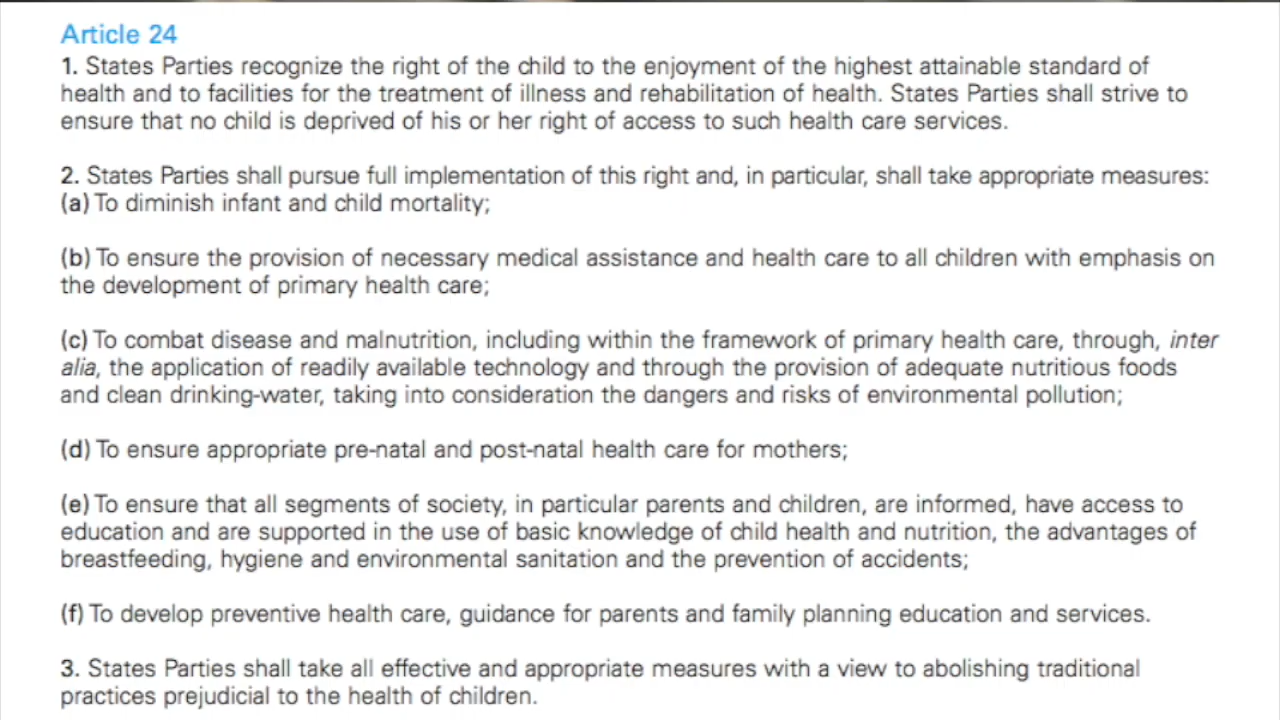 Article 24
1. States Parties recognize the right of the child to the enjoyment of the highest attainable standard of
health and to facilities for the treatment of illness and rehabilitation of health. States Parties shall strive to
ensure that no child is deprived of his or her right of access to such health care services.
2. States Parties shall pursue full implementation of this right and, in particular, shall take appropriate measures:
(a) To diminish infant and child mortality;
(b) To ensure the provision of necessary medical assistance and health care to all children with emphasis on
the development of primary health care;
(c) To combat disease and malnutrition, including within the framework of primary health care, through, inter
alia, the application of readily available technology and through the provision of adequate nutritious foods
and clean drinking-water, taking into consideration the dangers and risks of environmental pollution;
(d) To ensure appropriate pre-natal and post-natal health care for mothers;
(e) To ensure that all segments of society, in particular parents and children, are informed, have access to
education and are supported in the use of basic knowledge of child health and nutrition, the advantages of
breastfeeding, hygiene and environmental sanitation and the prevention of accidents;
(f) To develop preventive health care, guidance for parents and family planning education and services.
3. States Parties shall take all effective and appropriate measures with a view to abolishing traditional
practices prejudicial to the health of children.